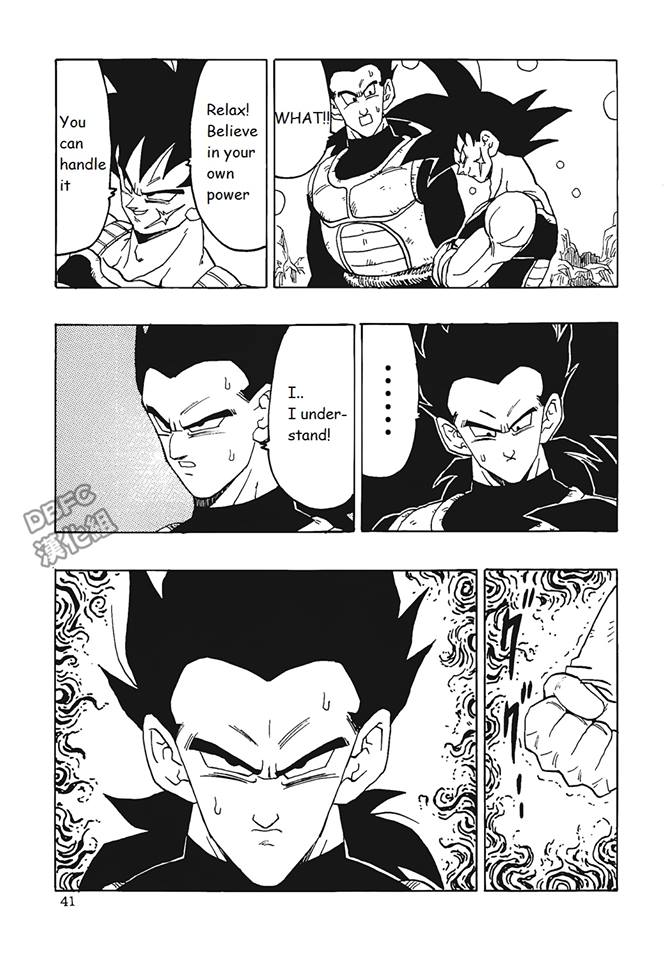 WHAT!!
Relax!
Believe
in your
own
power
You
can
handle
it
......
I..
I under-
stand!
DBFC
漢化組
41